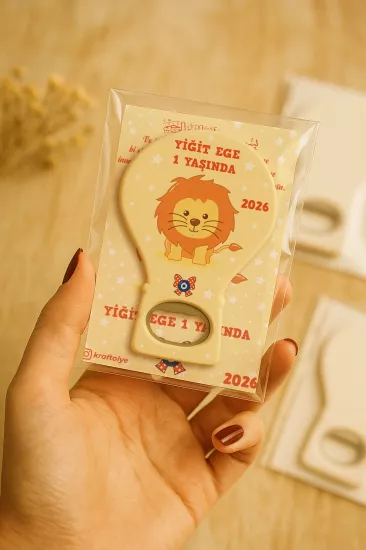 YİĞİT EGE
1 YAŞINDA
2026
YİĞİT EGE 1 YAŞINDA
kraftolye
2026